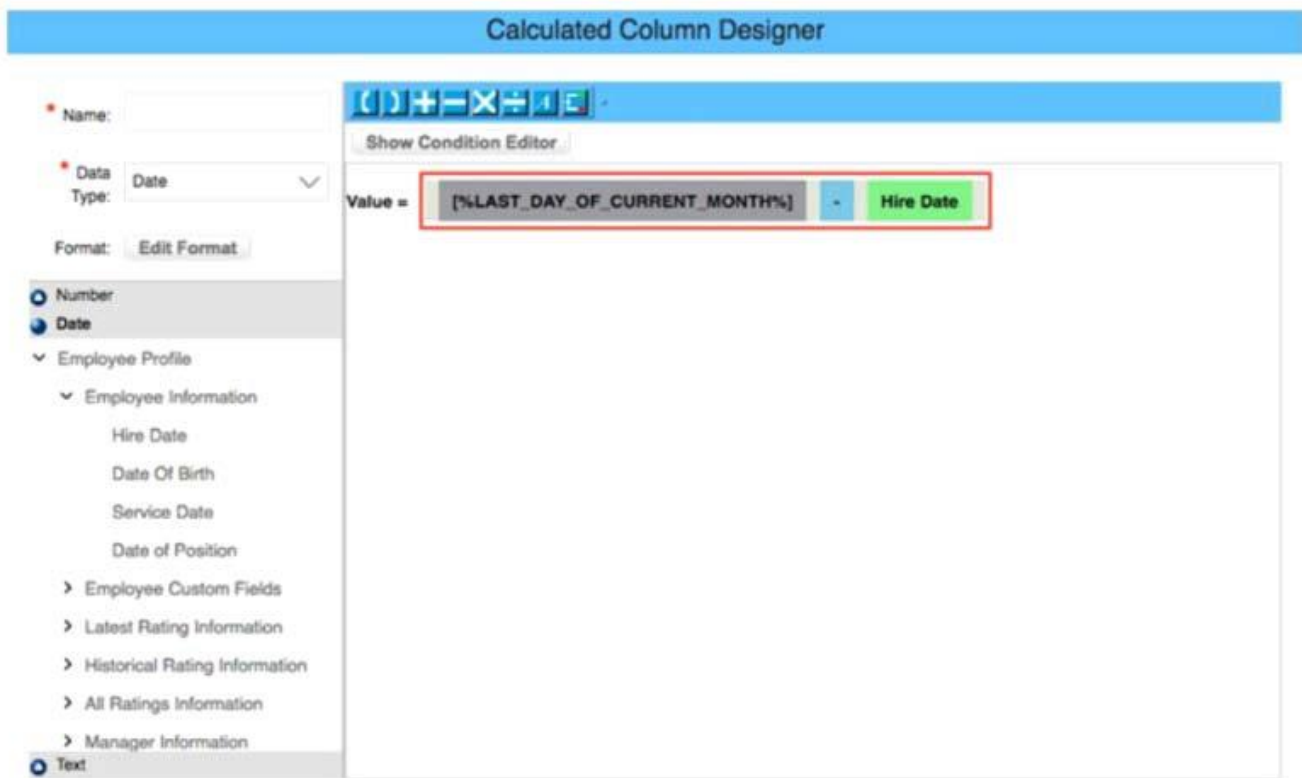 Calculated Column Designer
* Name:
Show Condition Editor
* Data Type:
Date
Value =
[%LAST_DAY_OF_CURRENT_MONTH%]
-
Hire Date
Format:
Edit Format
Number
Date
Employee Profile
Employee Information
Hire Date
Date Of Birth
Service Date
Date of Position
Employee Custom Fields
Latest Rating Information
Historical Rating Information
All Ratings Information
Manager Information
Text